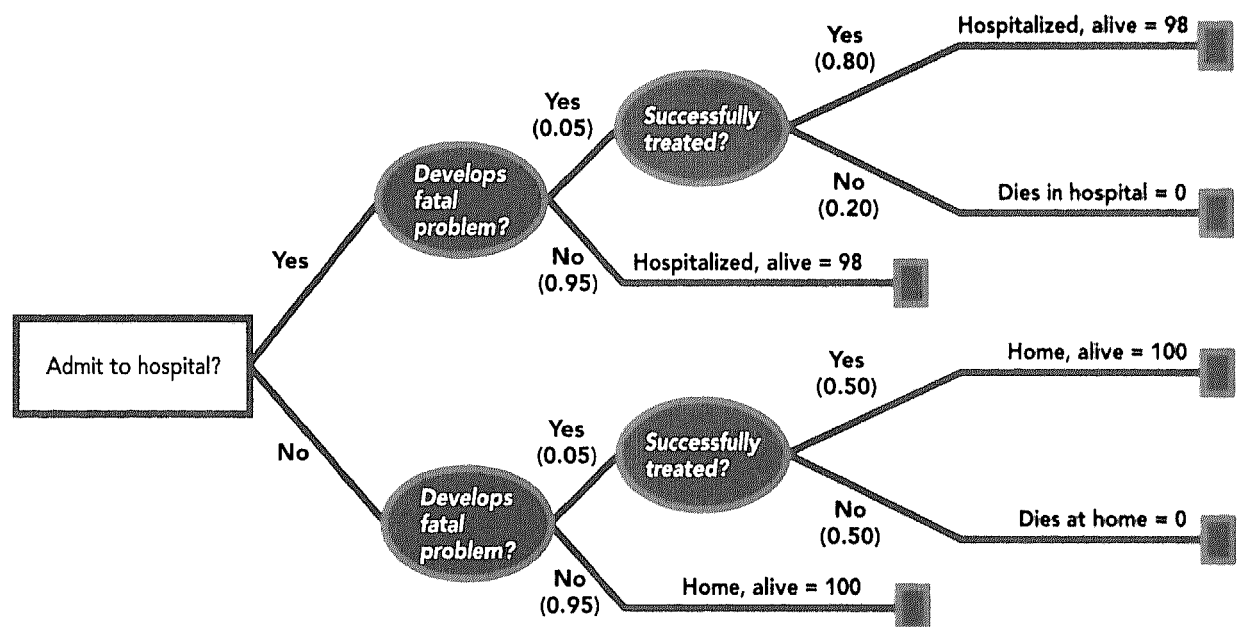 Admit to hospital?
Yes
Develops
fatal
problem?
Yes
(0.05)
Successfully
treated?
Yes
(0.80)
Hospitalized, alive = 98
No
(0.20)
Dies in hospital = 0
No
(0.95)
Hospitalized, alive = 98
No
Develops
fatal
problem?
Yes
(0.05)
Successfully
treated?
Yes
(0.50)
Home, alive = 100
No
(0.50)
Dies at home = 0
No
(0.95)
Home, alive = 100